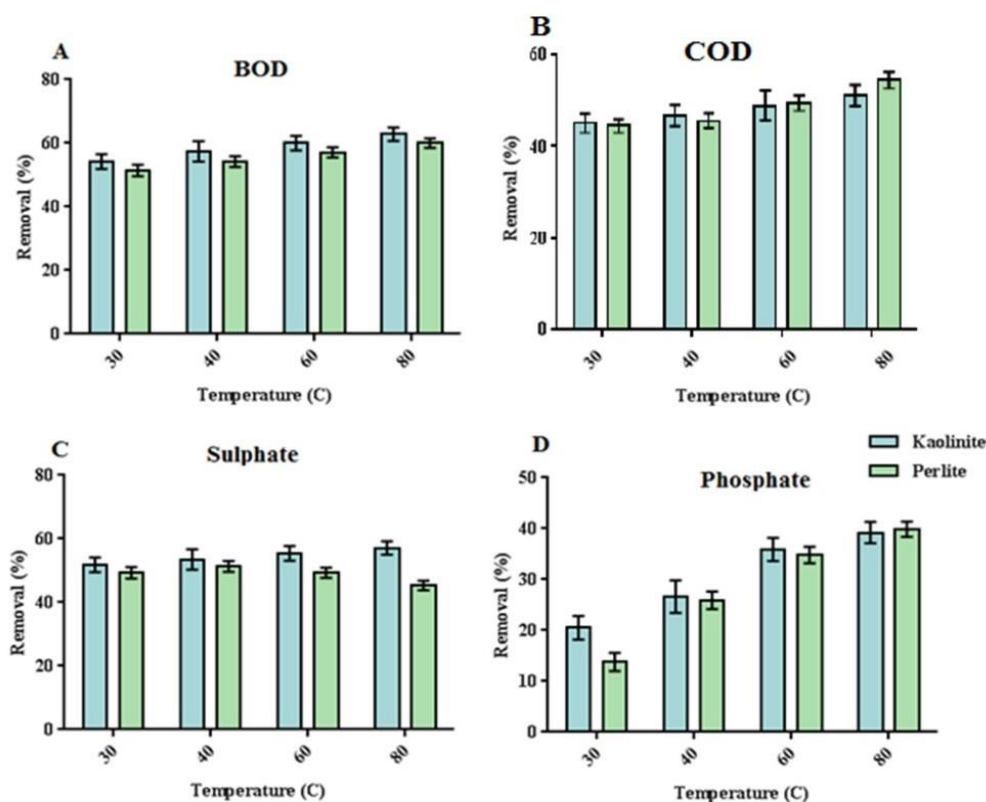 A
BOD
Removal (%)
80
60
40
20
0
30
40
60
80
Temperature (C)
B
COD
Removal (%)
60
40
20
0
30
40
60
80
Temperature (C)
C
Sulphate
Removal (%)
80
60
40
20
0
30
40
60
80
Temperature (C)
D
Kaolinite
Perlite
Phosphate
Removal (%)
50
40
30
20
10
0
30
40
60
80
Temperature (C)